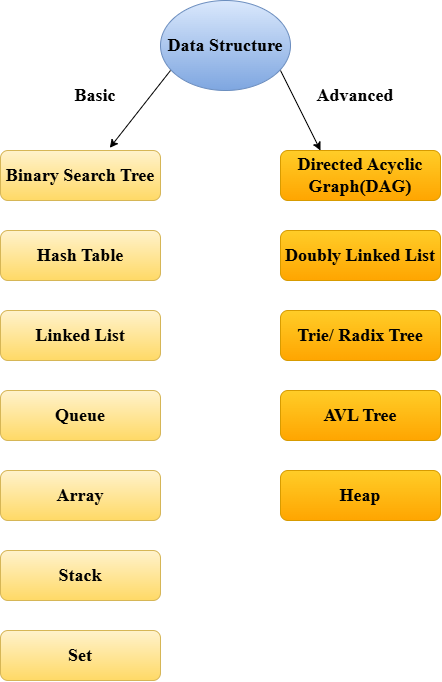 Data Structure
Basic
Advanced
Binary Search Tree
Directed Acyclic
Graph(DAG)
Hash Table
Doubly Linked List
Linked List
Trie/ Radix Tree
Queue
AVL Tree
Array
Heap
Stack
Set